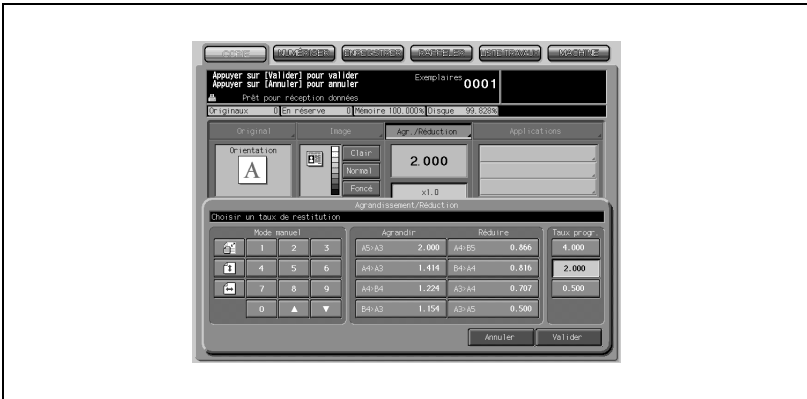 COPIE NUMÉRISER ENREGISTRER RAPPELER LISTE TRAVAUX MACHINE
Appuyer sur [Valider] pour valider
Appuyer sur [Annuler] pour annuler
Exemplaires 0001
Prêt pour réception données
Originaux 0 En réserve 0 Mémoire 100.000% Disque 99.828%
Original Image Agr./Réduction Applications
Orientation
A
Clair
Normal
Foncé
2.000
x1.0
Agrandissement/Réduction
Choisir un taux de restitution
Mode manuel Agrandir Réduire Taux progr.
1 2 3 A5>A3 2.000 A4>B5 0.866 4.000
4 5 6 A4>A3 1.414 B4>A4 0.816 2.000
7 8 9 A4>B4 1.224 A3>A4 0.707 0.500
0 ▲ ▼ B4>A3 1.154 A3>A5 0.500
Annuler Valider